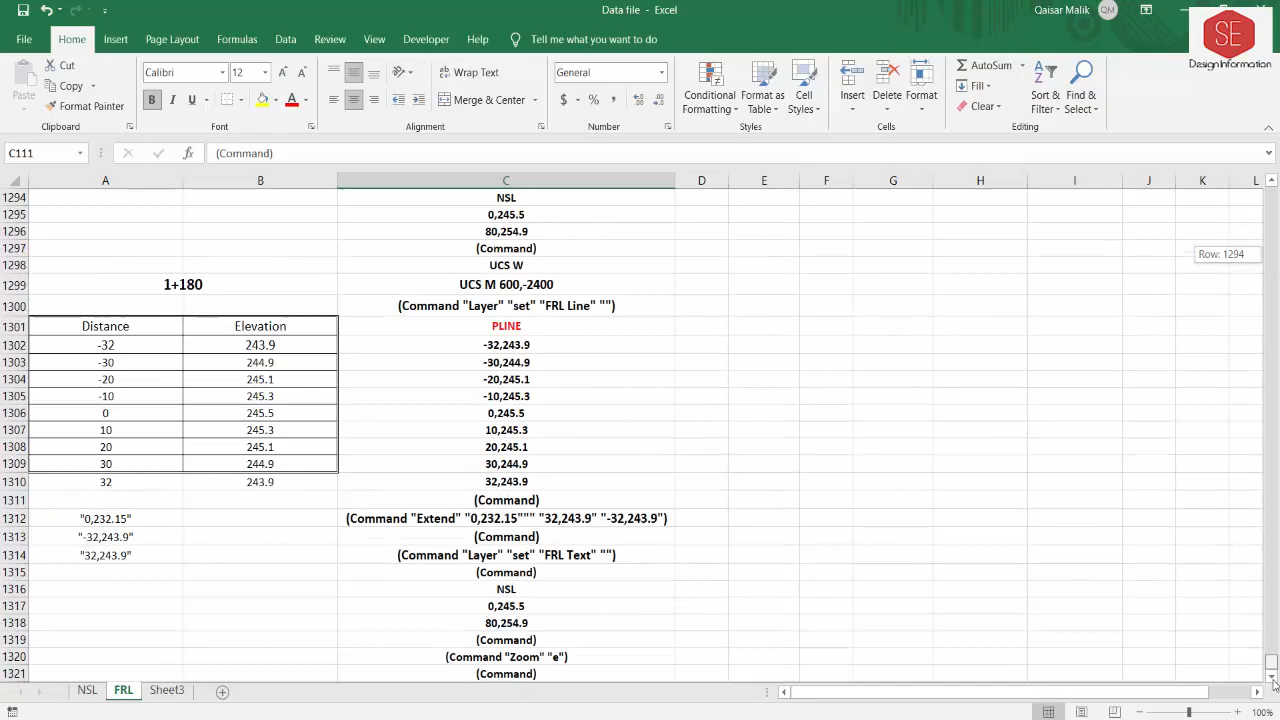 Data file - Excel
Qaisar Malik
QM
SE
Design Information
File Home Insert Page Layout Formulas Data Review View Developer Help Tell me what you want to do
Paste
Cut
Copy
Format Painter
Clipboard
Calibri 12
B I U
Font
Wrap Text
Merge & Center
Alignment
General
$ % ,
Number
Conditional Formatting
Format as Table
Cell Styles
Styles
Insert Delete Format
Cells
AutoSum
Fill
Clear
Sort & Filter
Find & Select
Editing
C111 fx (Command)
A B C D E F G H I J K L
1294 NSL
1295 0,245.5
1296 80,254.9
1297 (Command)
Row: 1294
1298 UCS W
1299 1+180 UCS M 600,-2400
1300 (Command "Layer" "set" "FRL Line" "")
1301 Distance Elevation PLINE
1302 -32 243.9 -32,243.9
1303 -30 244.9 -30,244.9
1304 -20 245.1 -20,245.1
1305 -10 245.3 -10,245.3
1306 0 245.5 0,245.5
1307 10 245.3 10,245.3
1308 20 245.1 20,245.1
1309 30 244.9 30,244.9
1310 32 243.9 32,243.9
1311 (Command)
1312 "0,232.15" (Command "Extend" "0,232.15""" "32,243.9" "-32,243.9")
1313 "-32,243.9" (Command)
1314 "32,243.9" (Command "Layer" "set" "FRL Text" "")
1315 (Command)
1316 NSL
1317 0,245.5
1318 80,254.9
1319 (Command)
1320 (Command "Zoom" "e")
1321 (Command)
NSL FRL Sheet3
100%